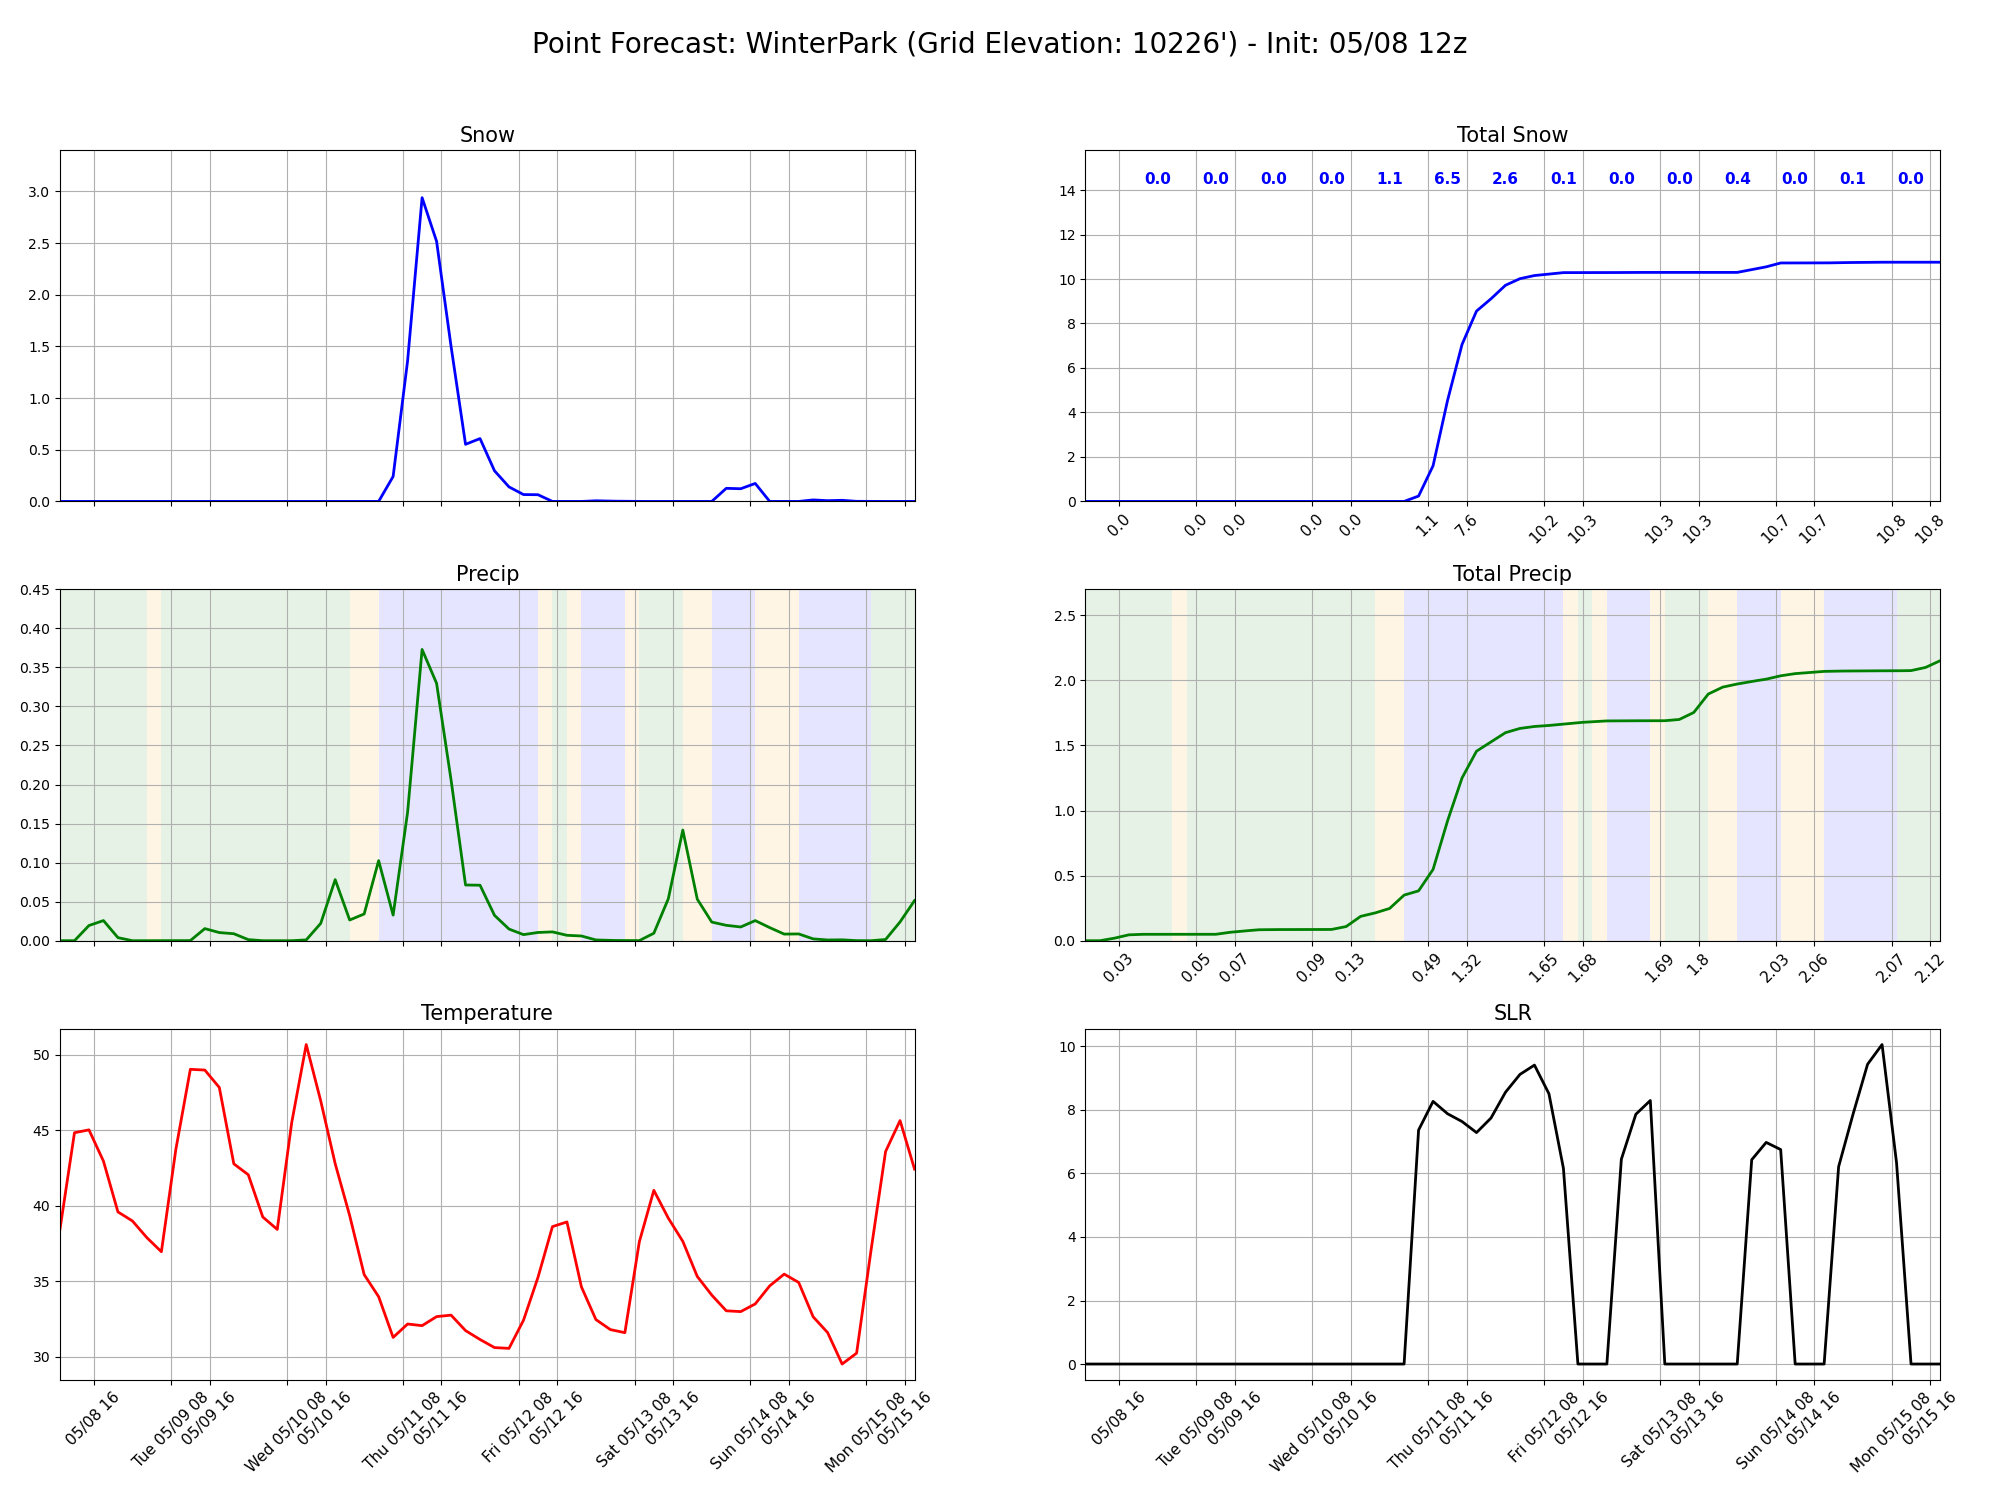 Point Forecast: WinterPark (Grid Elevation: 10226') - Init: 05/08 12z
Snow
3.0
2.5
2.0
1.5
1.0
0.5
0.0
Total Snow
0.0 0.0 0.0 0.0 1.1 6.5 2.6 0.1 0.0 0.0 0.4 0.0 0.1 0.0
14
12
10
8
6
4
2
0
0.0 0.0 0.0 0.0 0.0 1.1 7.6 10.2 10.3 10.3 10.3 10.7 10.7 10.8 10.8
Precip
0.45
0.40
0.35
0.30
0.25
0.20
0.15
0.10
0.05
0.00
Total Precip
2.5
2.0
1.5
1.0
0.5
0.0
0.03 0.05 0.07 0.09 0.13 0.49 1.32 1.65 1.68 1.69 1.8 2.03 2.06 2.07 2.12
Temperature
50
45
40
35
30
05/08 16
Tue 05/09 08
05/09 16
Wed 05/10 08
05/10 16
Thu 05/11 08
05/11 16
Fri 05/12 08
05/12 16
Sat 05/13 08
05/13 16
Sun 05/14 08
05/14 16
Mon 05/15 08
05/15 16
SLR
10
8
6
4
2
0
05/08 16
Tue 05/09 08
05/09 16
Wed 05/10 08
05/10 16
Thu 05/11 08
05/11 16
Fri 05/12 08
05/12 16
Sat 05/13 08
05/13 16
Sun 05/14 08
05/14 16
Mon 05/15 08
05/15 16